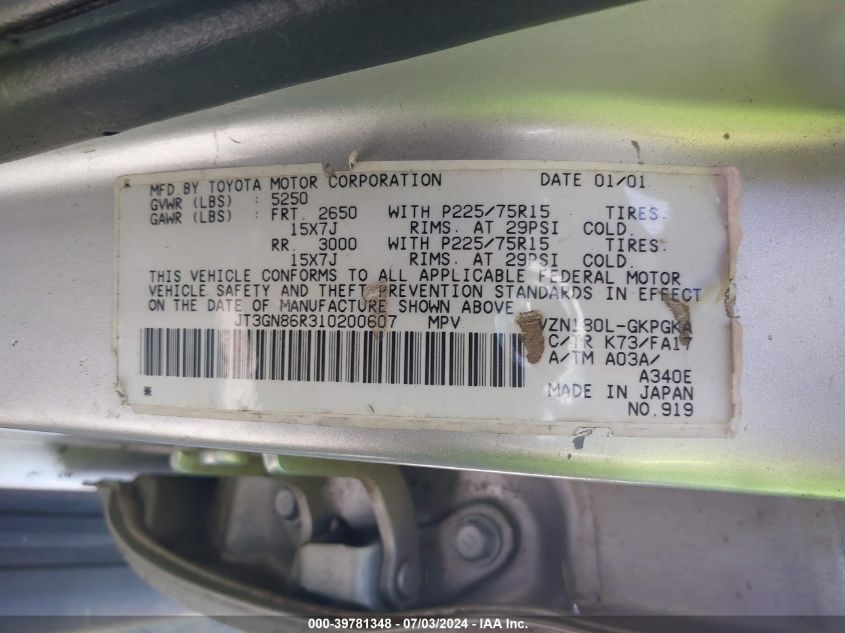 MFD.BY TOYOTA MOTOR CORPORATION DATE 01/01
GVWR (LBS) : 5250
GAWR (LBS) : FRT. 2650 WITH P225/75R15 TIRES.
15X7J RIMS. AT 29PSI COLD.
RR. 3000 WITH P225/75R15 TIRES.
15X7J RIMS. AT 29PSI COLD.
THIS VEHICLE CONFORMS TO ALL APPLICABLE FEDERAL MOTOR
VEHICLE SAFETY AND THEFT PREVENTION STANDARDS IN EFFECT
ON THE DATE OF MANUFACTURE SHOWN ABOVE.
JT3GN86R310200607 MPV VZN180L-GKPGKA
C/TR K73/FA17
A/TM A03A/
A340E
MADE IN JAPAN
NO.919
000-39781348 - 07/03/2024 - IAA Inc.